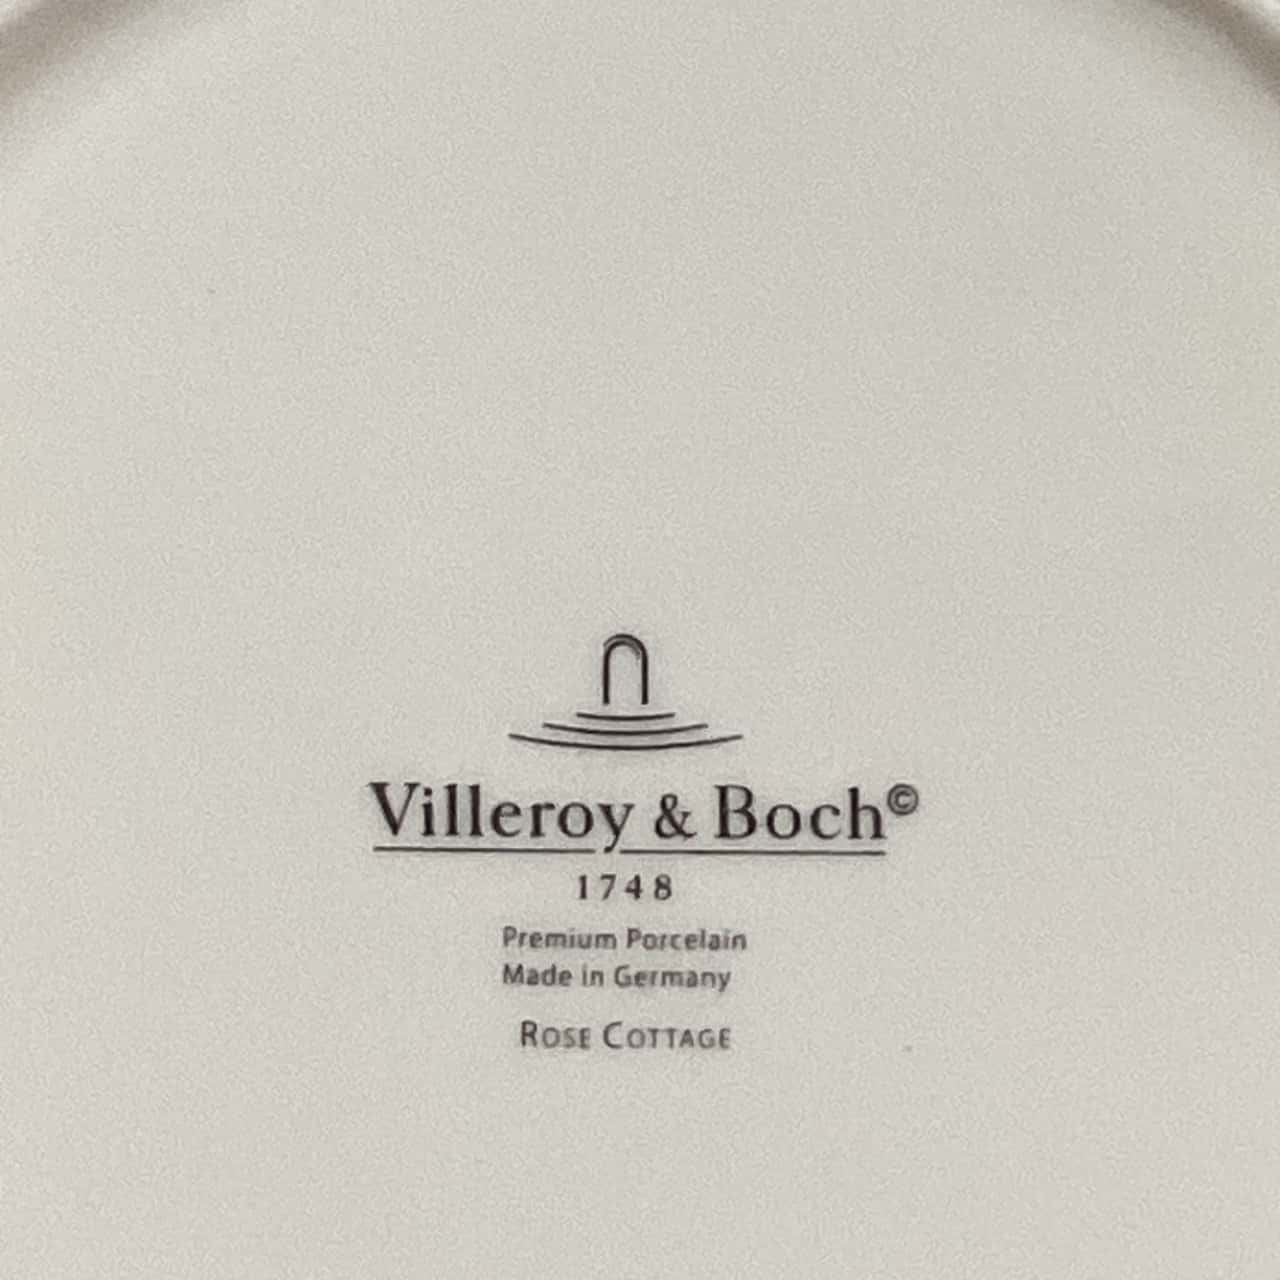 Villeroy & Boch©
1748
Premium Porcelain
Made in Germany
ROSE COTTAGE